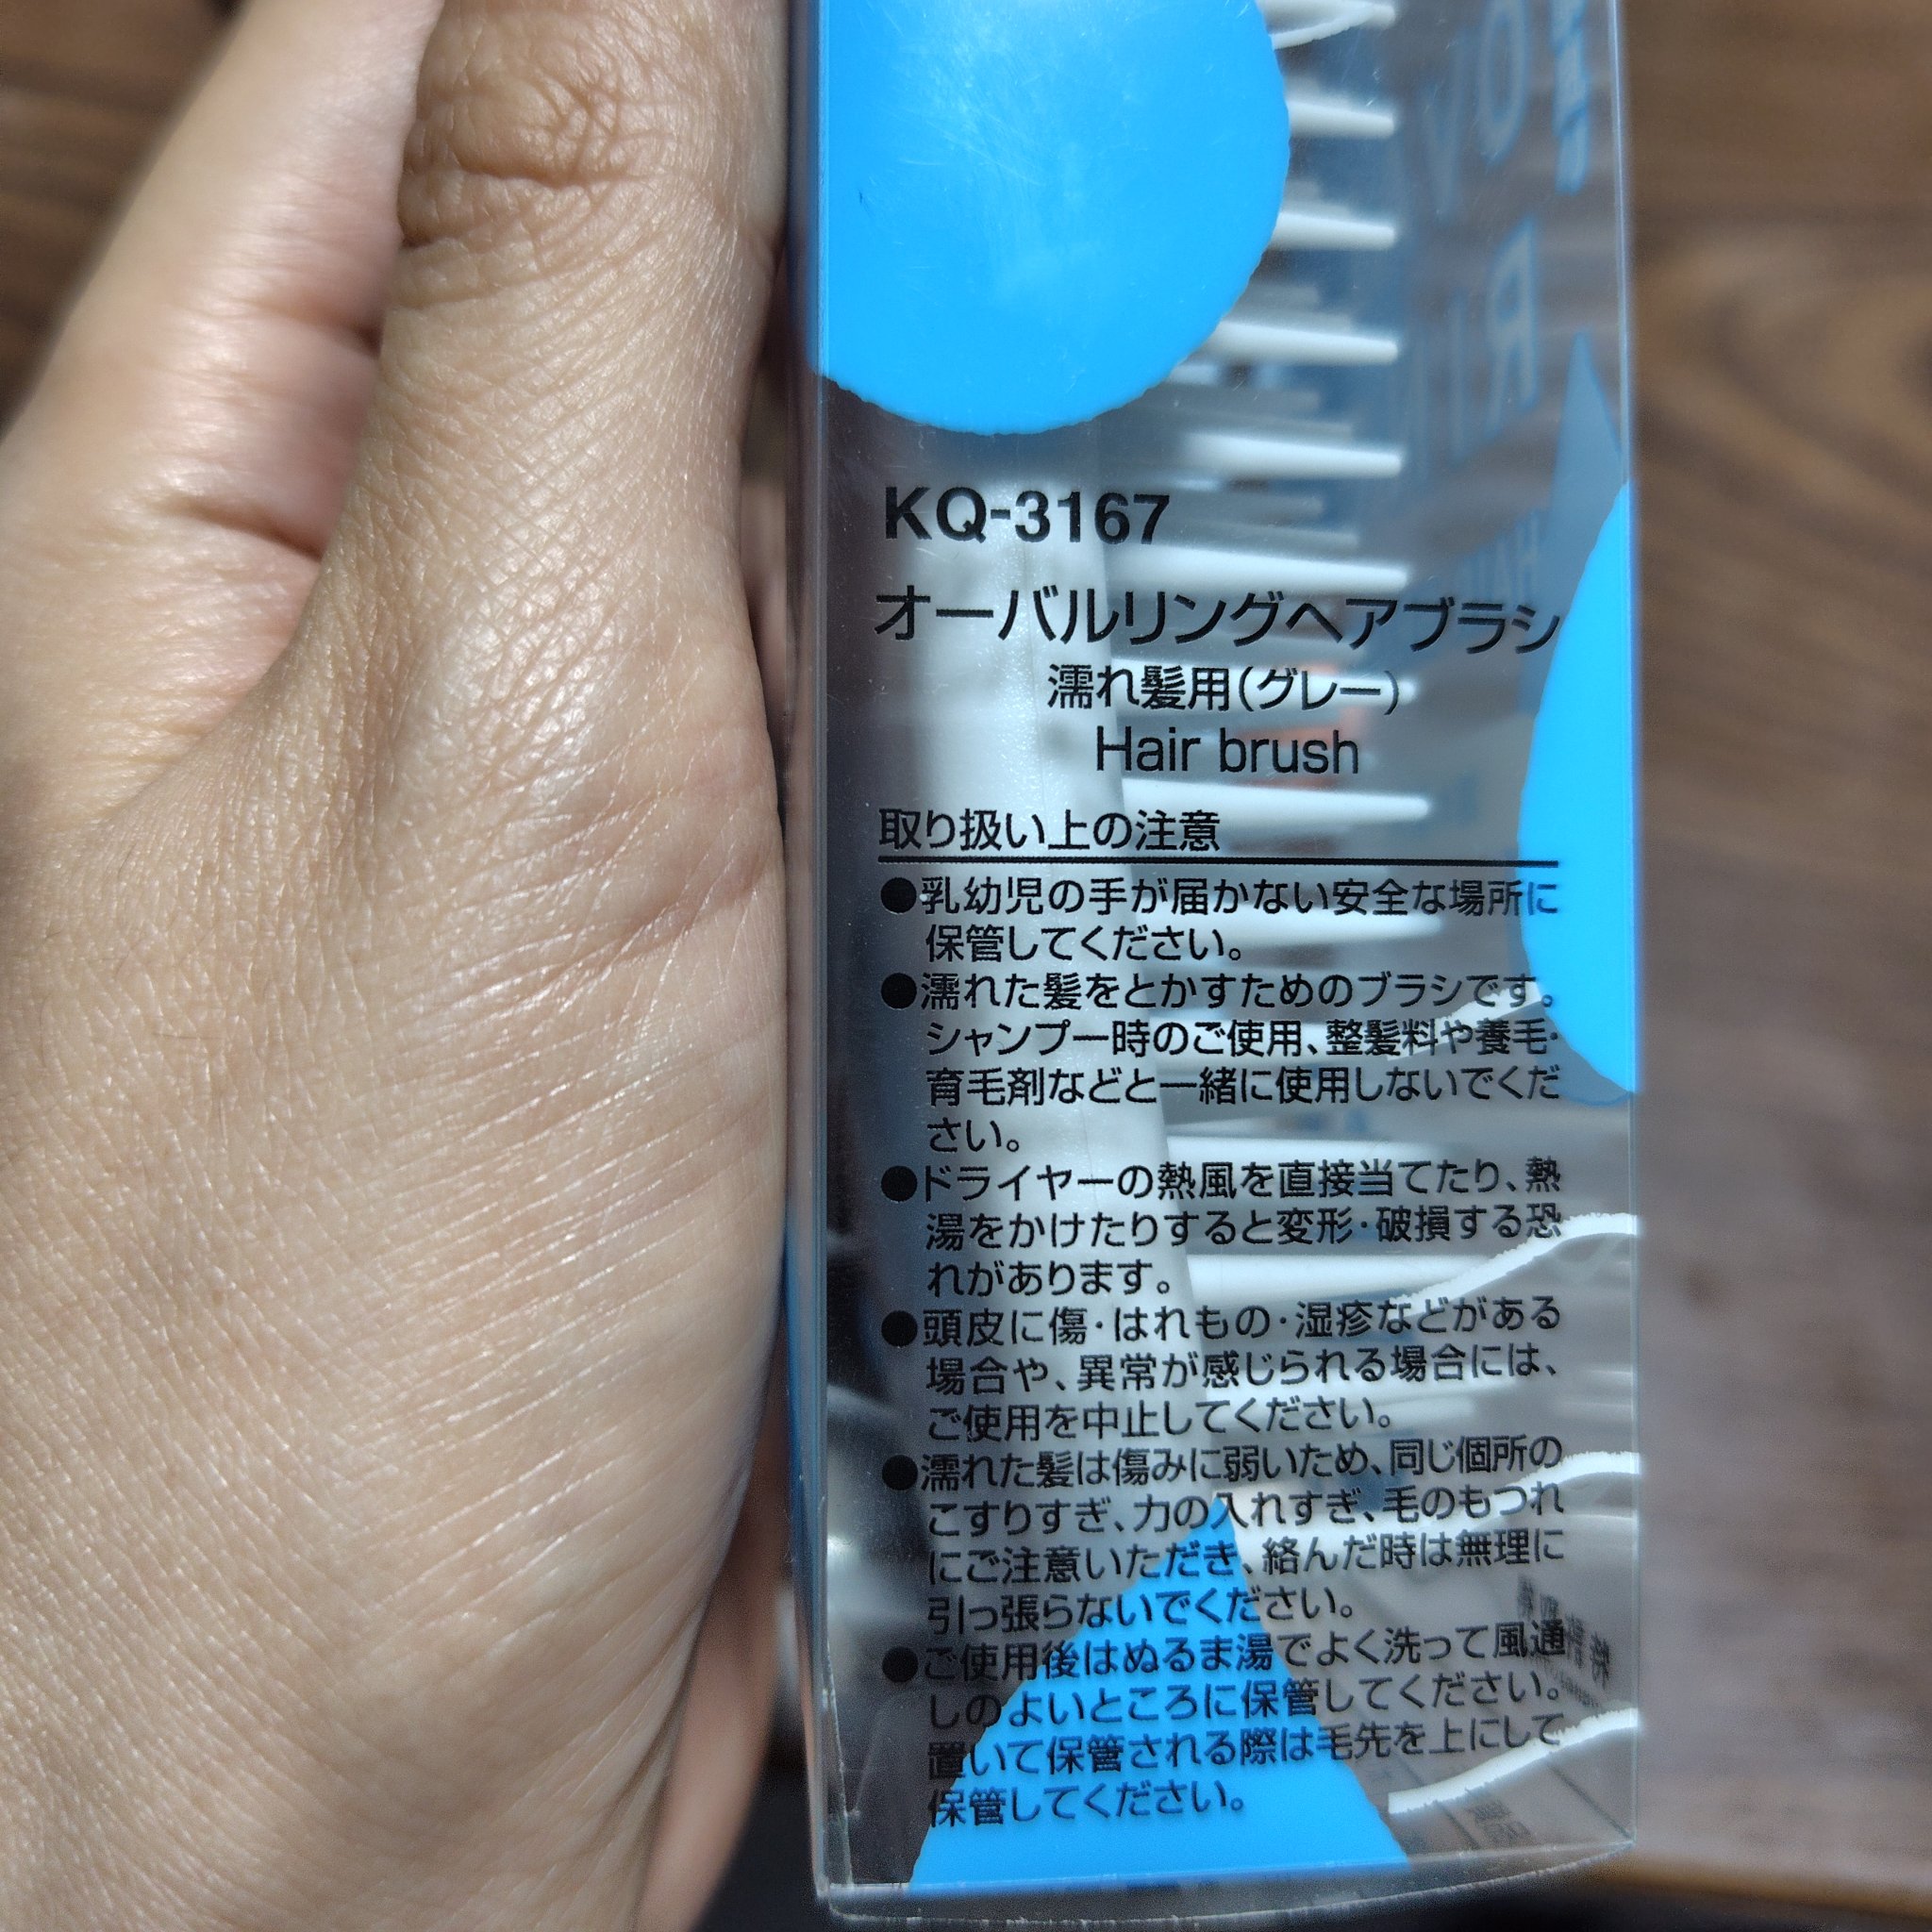 KQ-3167
オーバルリングヘアブラシ
濡れ髪用(グレー)
Hair brush
取り扱い上の注意
●乳幼児の手が届かない安全な場所に
保管してください。
●濡れた髪をとかすためのブラシです。
シャンプー時のご使用、整髪料や養毛・
育毛剤などと一緒に使用しないでくだ
さい。
●ドライヤーの熱風を直接当てたり、熱
湯をかけたりすると変形・破損する恐
れがあります。
●頭皮に傷・はれもの・湿疹などがある
場合や、異常が感じられる場合には、
ご使用を中止してください。
●濡れた髪は傷みに弱いため、同じ個所の
こすりすぎ、力の入れすぎ、毛のもつれ
にご注意いただき、絡んだ時は無理に
引っ張らないでください。
●ご使用後はぬるま湯でよく洗って風通
しのよいところに保管してください。
置いて保管される際は毛先を上にして
保管してください。